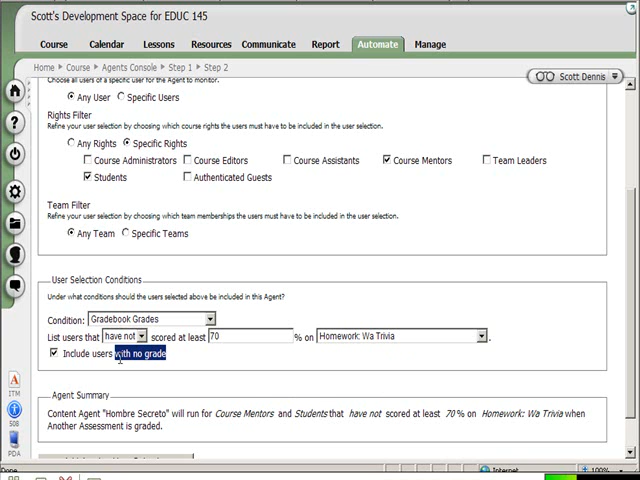 Scott's Development Space for EDUC 145
Course Calendar Lessons Resources Communicate Report Automate Manage
Home > Course > Agents Console > Step 1 > Step 2
Scott Dennis
Choose all users of a specific user for the Agent to monitor.
Any User Specific Users
Rights Filter
Refine your user selection by choosing which course rights the users must have to be included in the user selection.
Any Rights Specific Rights
Course Administrators Course Editors Course Assistants Course Mentors Team Leaders
Students Authenticated Guests
Team Filter
Refine your user selection by choosing which team memberships the users must have to be included in the user selection.
Any Team Specific Teams
User Selection Conditions
Under what conditions should the users selected above be included in this Agent?
Condition: Gradebook Grades
List users that have not scored at least 70 % on Homework: Wa Trivia .
Include users with no grade
Agent Summary
Content Agent "Hombre Secreto" will run for Course Mentors and Students that have not scored at least 70 % on Homework: Wa Trivia when
Another Assessment is graded.
ITM
508
PDA
Done
Internet
100%